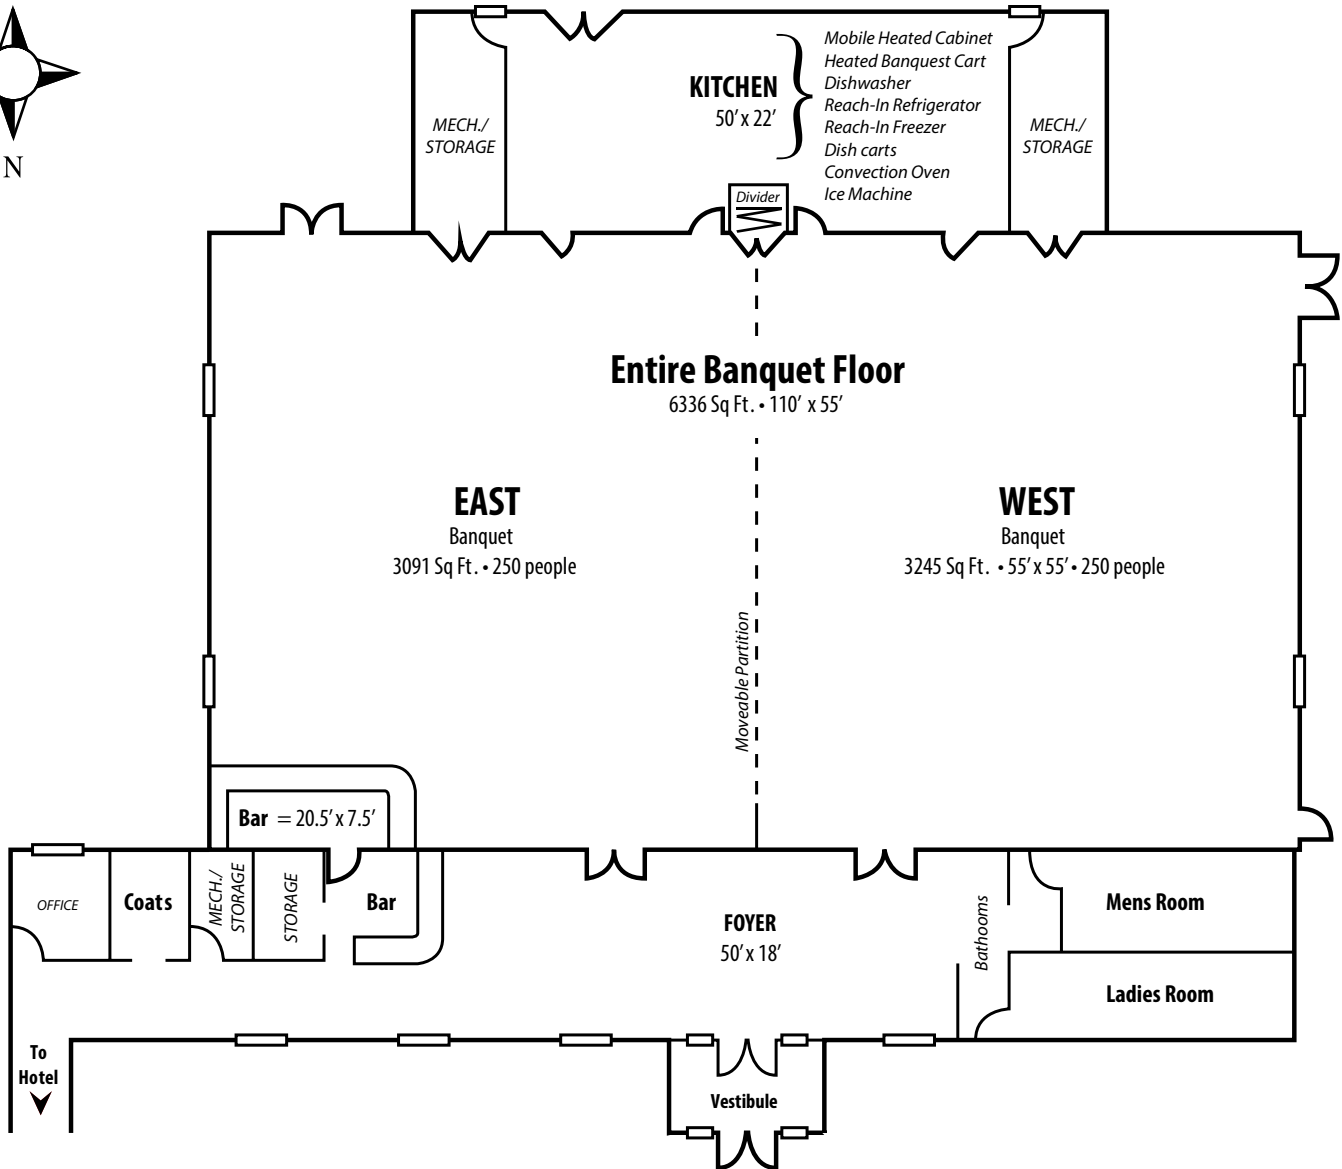 N
KITCHEN
50’ x 22’
Mobile Heated Cabinet
Heated Banquest Cart
Dishwasher
Reach-In Refrigerator
Reach-In Freezer
Dish carts
Convection Oven
Ice Machine
MECH./
STORAGE
MECH./
STORAGE
Divider
Entire Banquet Floor
6336 Sq Ft. • 110’ x 55’
EAST
Banquet
3091 Sq Ft. • 250 people
WEST
Banquet
3245 Sq Ft. • 55’ x 55’ • 250 people
Moveable Partition
Bar = 20.5’ x 7.5’
OFFICE
Coats
MECH./
STORAGE
STORAGE
Bar
FOYER
50’ x 18’
Bathooms
Mens Room
Ladies Room
To
Hotel
Vestibule